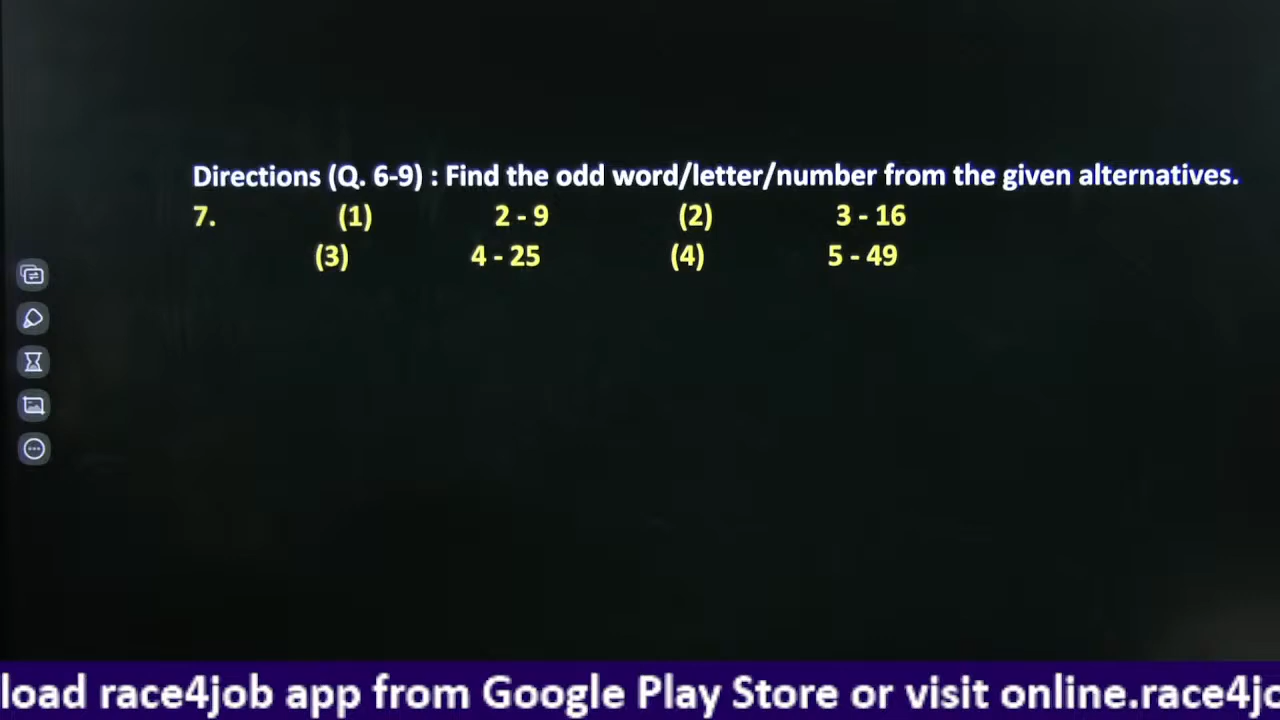 Directions (Q. 6-9) : Find the odd word/letter/number from the given alternatives.
7. (1) 2 - 9 (2) 3 - 16
(3) 4 - 25 (4) 5 - 49
load race4job app from Google Play Store or visit online.race4jo